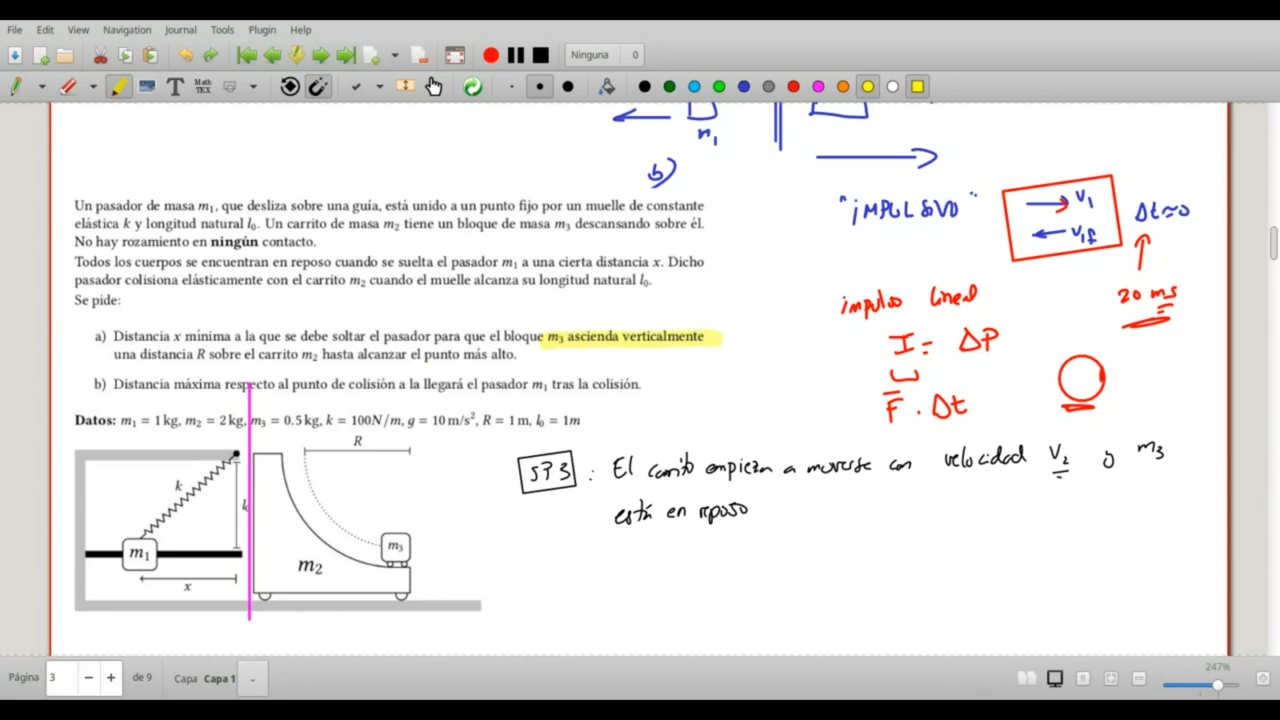 File Edit View Navigation Journal Tools Plugin Help
Ninguna 0
T Math TEX
m1
b)
"IMPULSIVO"
V1
V1f
Δt≈0
20 ms
impulso lineal
I = ΔP
F · Δt
Un pasador de masa m1, que desliza sobre una guía, está unido a un punto fijo por un muelle de constante
elástica k y longitud natural l0. Un carrito de masa m2 tiene un bloque de masa m3 descansando sobre él.
No hay rozamiento en ningún contacto.
Todos los cuerpos se encuentran en reposo cuando se suelta el pasador m1 a una cierta distancia x. Dicho
pasador colisiona elásticamente con el carrito m2 cuando el muelle alcanza su longitud natural l0.
Se pide:
a) Distancia x mínima a la que se debe soltar el pasador para que el bloque m3 ascienda verticalmente
una distancia R sobre el carrito m2 hasta alcanzar el punto más alto.
b) Distancia máxima respecto al punto de colisión a la llegará el pasador m1 tras la colisión.
Datos: m1 = 1 kg, m2 = 2 kg, m3 = 0.5 kg, k = 100N/m, g = 10 m/s², R = 1 m, l0 = 1m
k
m1
x
R
m3
m2
: El carrito empieza a moverse con velocidad V2 o m3
está en reposo
Página 3 de 9 Capa Capa 1
247%